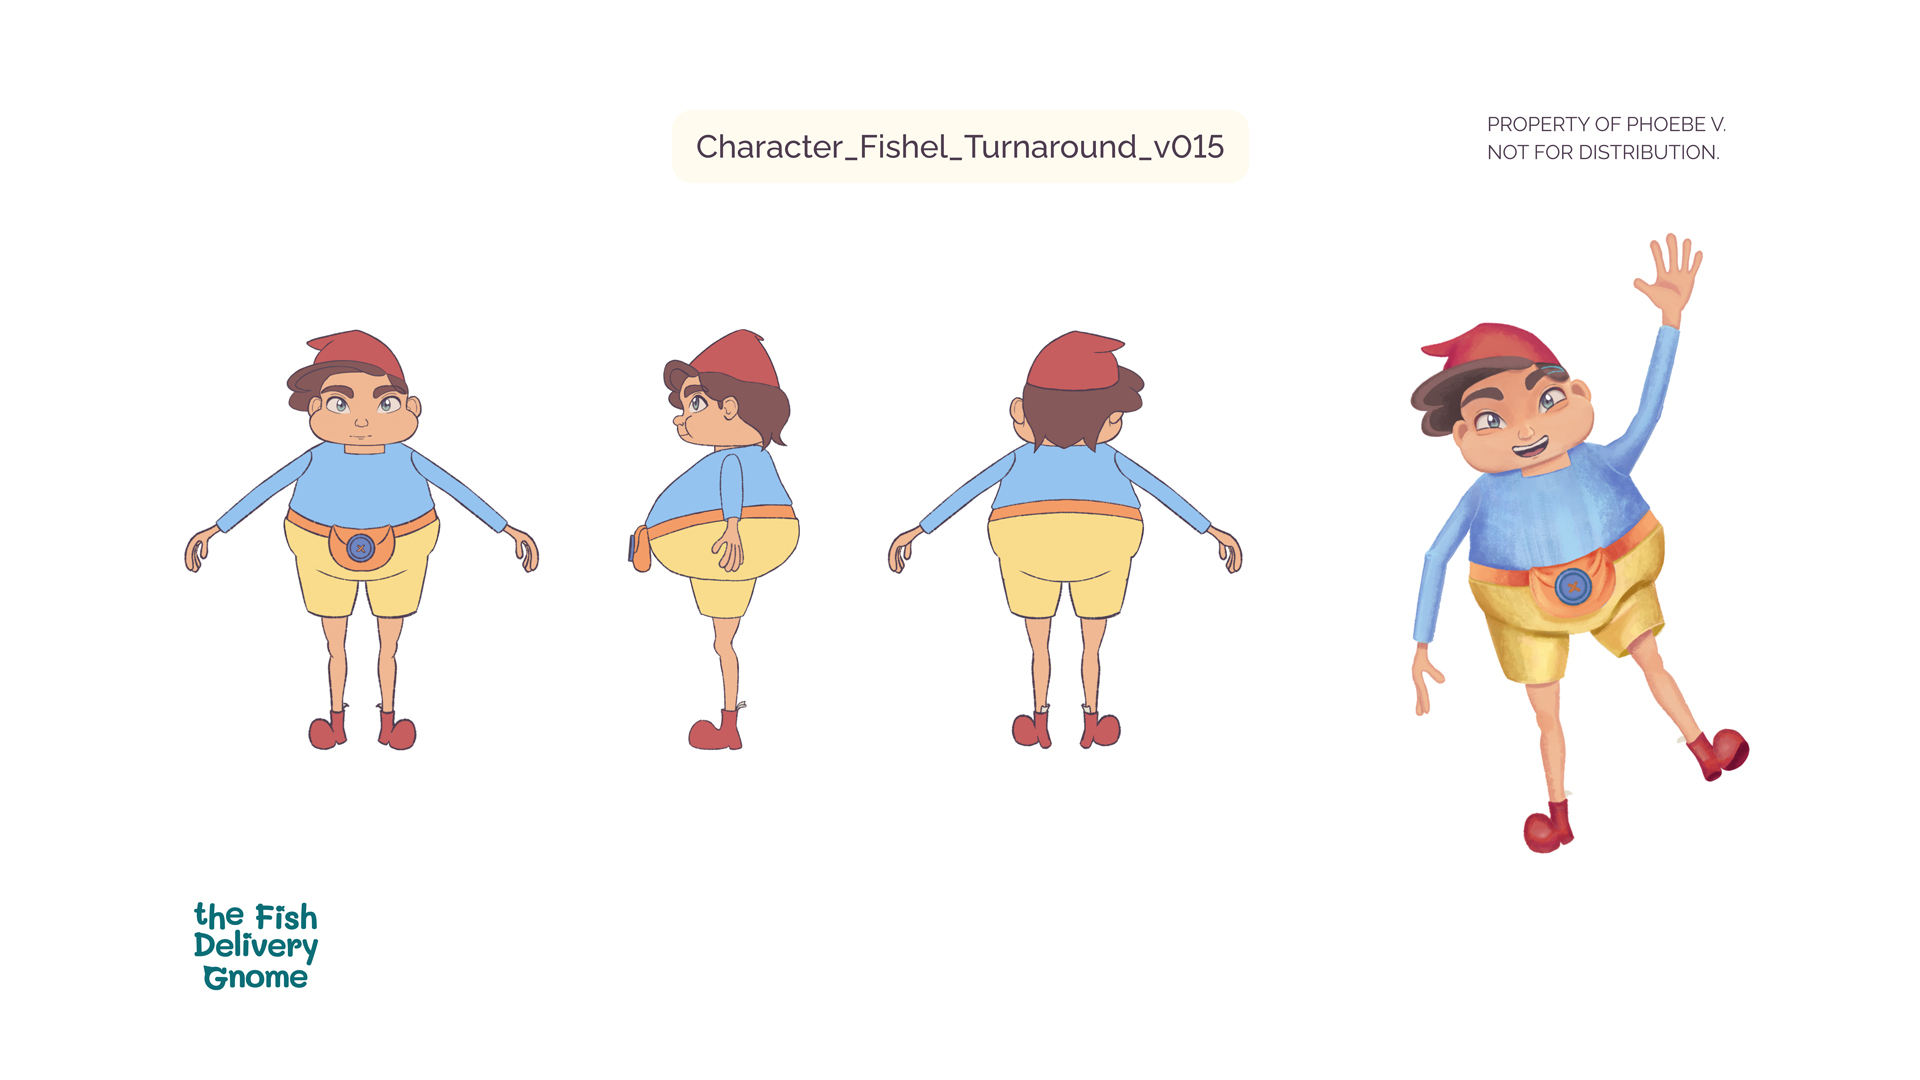 Character_Fishel_Turnaround_v015
PROPERTY OF PHOEBE V.
NOT FOR DISTRIBUTION.
the Fish
Delivery
Gnome